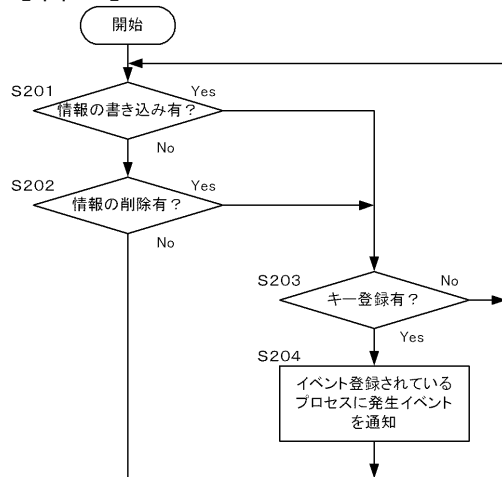 開始
S201
情報の書き込み有？
Yes
No
S202
情報の削除有？
Yes
No
S203
キー登録有？
No
Yes
S204
イベント登録されている
プロセスに発生イベント
を通知